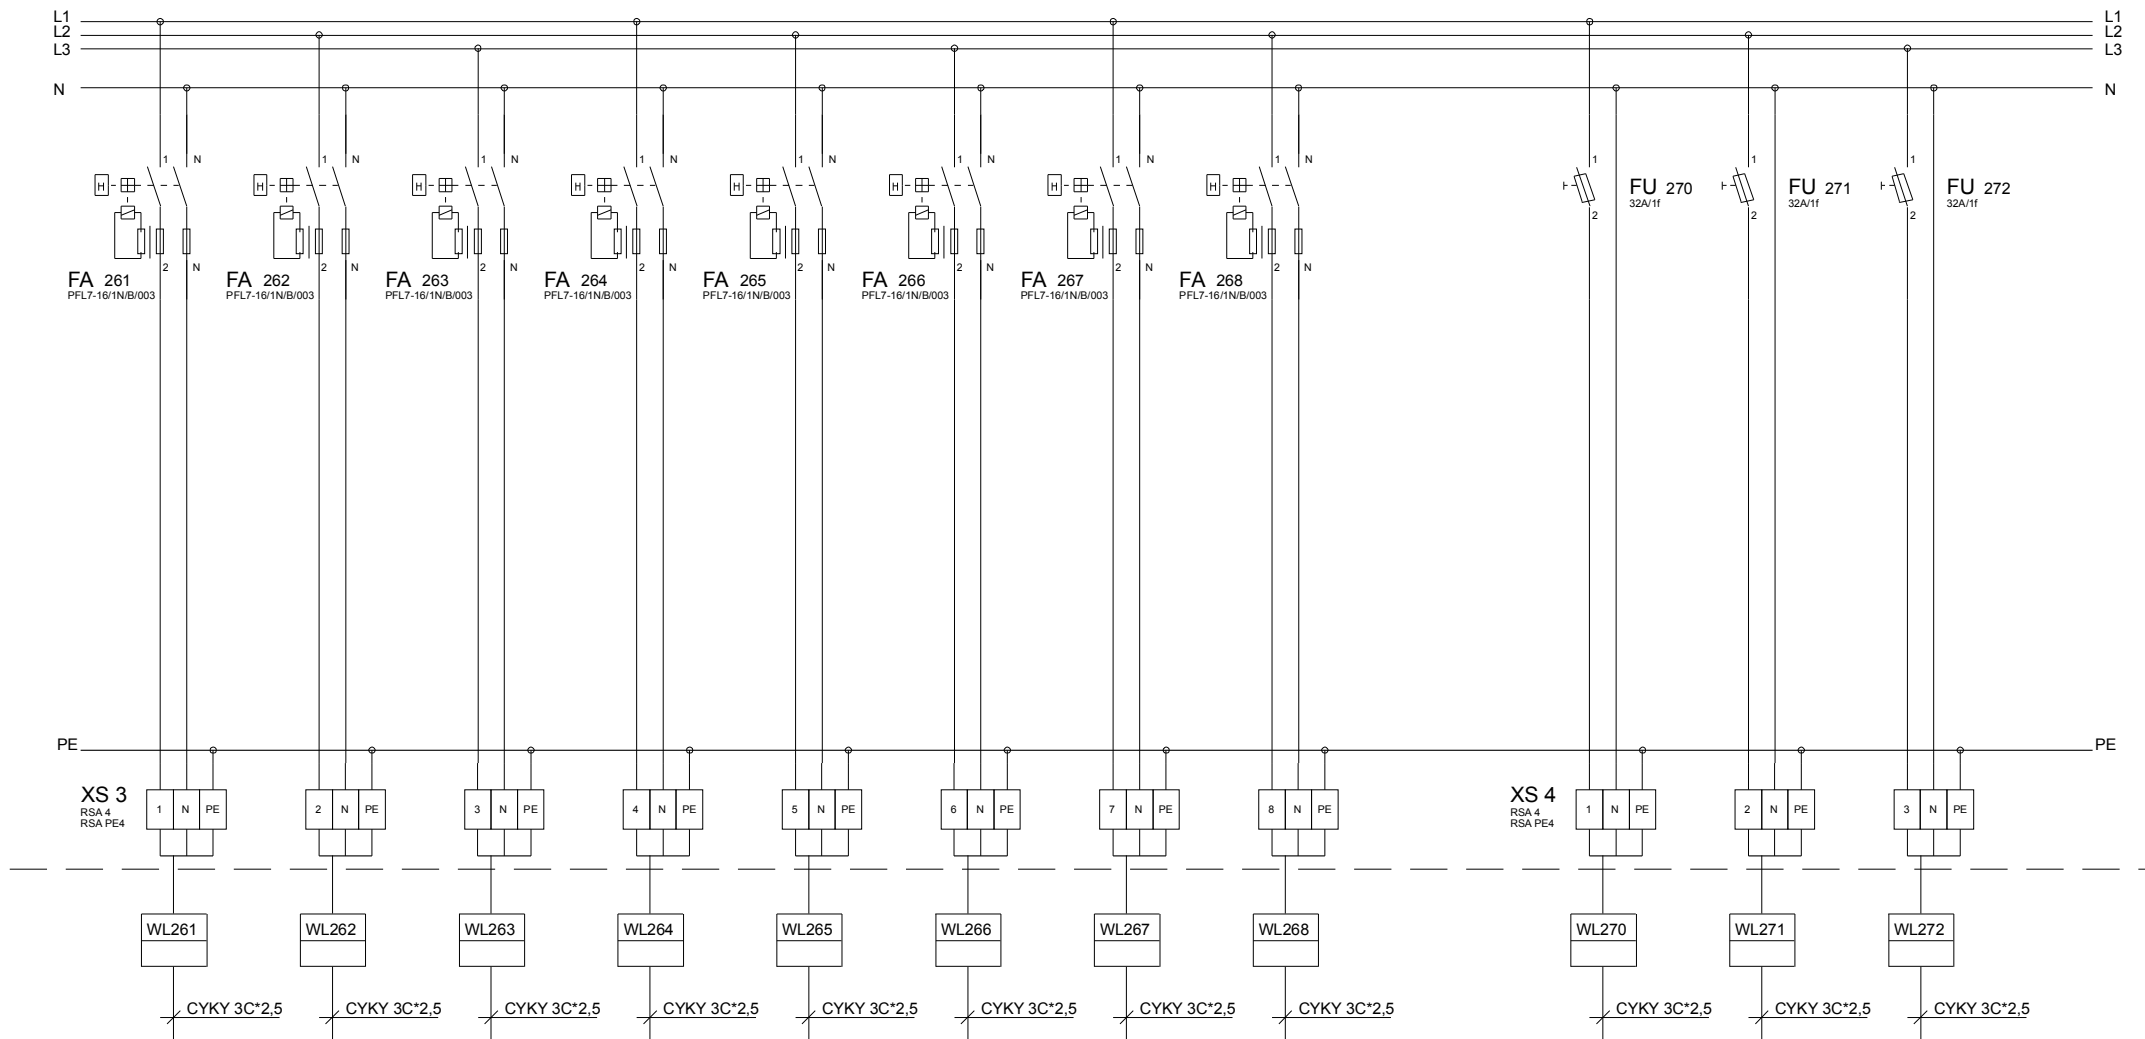 L1 L1
L2 L2
L3 L3
N N
1 N 1 N 1 N 1 N 1 N 1 N 1 N 1 N 1 1 1
H H H H H H H H
FU 270 FU 271 FU 272
32A/1f 32A/1f 32A/1f
2 2 2
2 N 2 N 2 N 2 N 2 N 2 N 2 N 2 N
FA 261 FA 262 FA 263 FA 264 FA 265 FA 266 FA 267 FA 268
PFL7-16/1N/B/003 PFL7-16/1N/B/003 PFL7-16/1N/B/003 PFL7-16/1N/B/003 PFL7-16/1N/B/003 PFL7-16/1N/B/003 PFL7-16/1N/B/003 PFL7-16/1N/B/003
PE PE
XS 3 XS 4
RSA 4 RSA 4
RSA PE4 RSA PE4
1 N PE 2 N PE 3 N PE 4 N PE 5 N PE 6 N PE 7 N PE 8 N PE 1 N PE 2 N PE 3 N PE
WL261 WL262 WL263 WL264 WL265 WL266 WL267 WL268 WL270 WL271 WL272
CYKY 3C*2,5 CYKY 3C*2,5 CYKY 3C*2,5 CYKY 3C*2,5 CYKY 3C*2,5 CYKY 3C*2,5 CYKY 3C*2,5 CYKY 3C*2,5 CYKY 3C*2,5 CYKY 3C*2,5 CYKY 3C*2,5